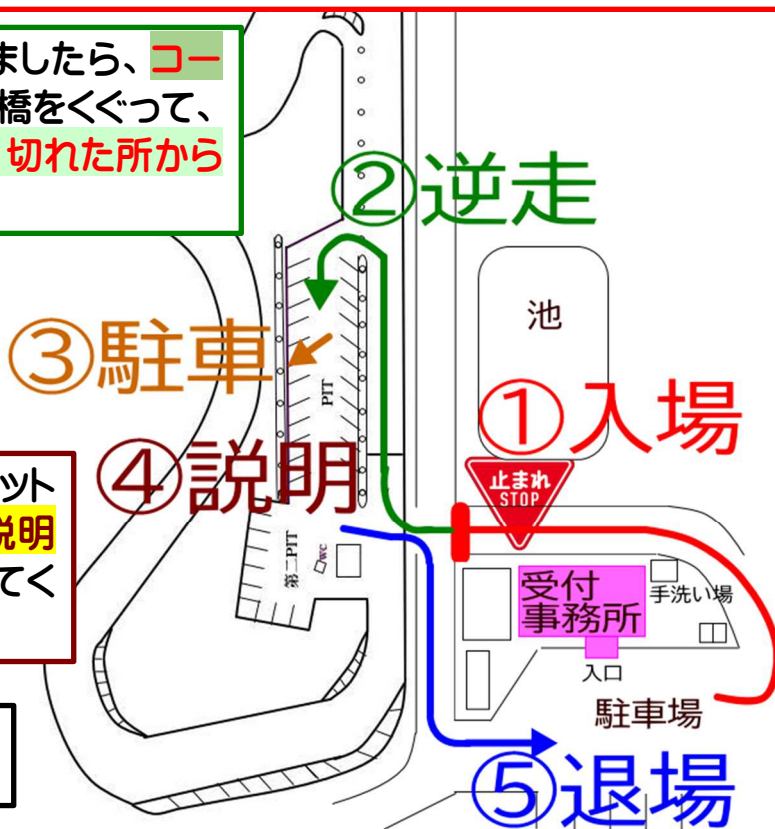 ましたら、コー
橋をくぐって、
切れた所から
②逆走
池
③駐車
PIT
①入場
止まれ
STOP
④説明
ット
説明
てく
第二PIT
WC
受付
事務所
手洗い場
入口
駐車場
⑤退場